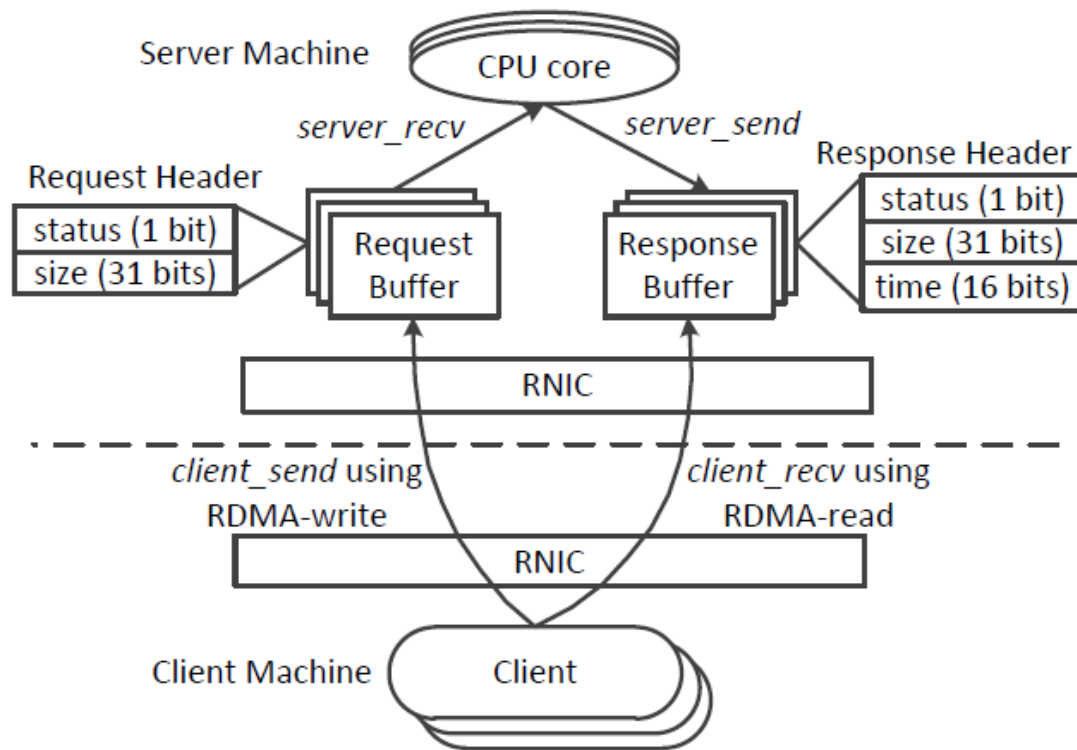 Server Machine
CPU core
server_recv
server_send
Request Header
status (1 bit)
size (31 bits)
Request
Buffer
Response
Buffer
Response Header
status (1 bit)
size (31 bits)
time (16 bits)
RNIC
client_send using
RDMA-write
client_recv using
RDMA-read
RNIC
Client Machine
Client